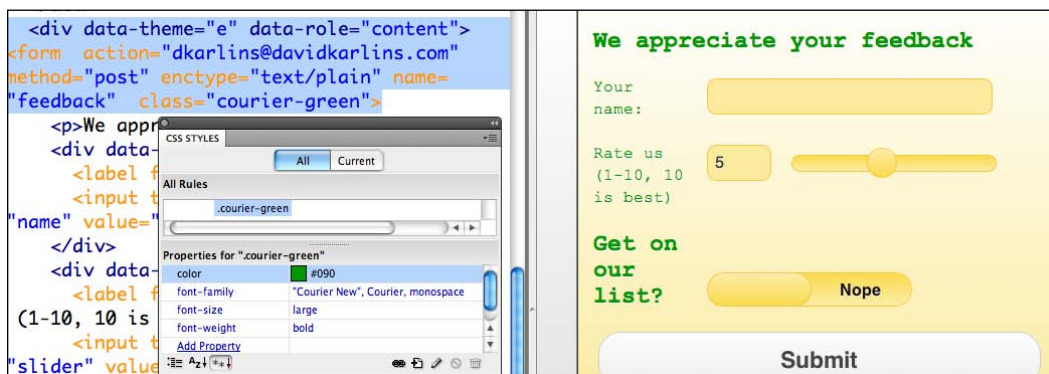 <div data-theme="e" data-role="content">
<form  action="dkarlins@davidkarlins.com"
method="post" enctype="text/plain" name=
"feedback"  class="courier-green">
<p>We appr
<div data-
<label f
<input t
"name" value="
</div>
<div data-
<label f
(1-10, 10 is
<input t
"slider" value
CSS STYLES
All
Current
All Rules
.courier-green
Properties for ".courier-green"
color #090
font-family "Courier New", Courier, monospace
font-size large
font-weight bold
Add Property
We appreciate your feedback
Your
name:
Rate us
(1-10, 10
is best)
5
Get on
our
list?
Nope
Submit